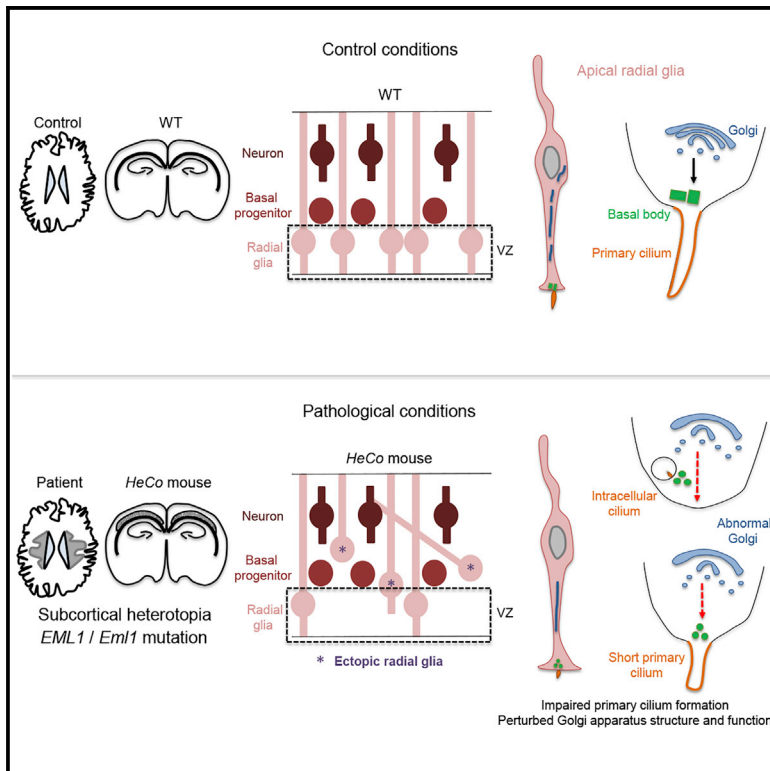 Control conditions
Apical radial glia
Control
WT
WT
Neuron
Basal
progenitor
Radial
glia
VZ
Golgi
Basal body
Primary cilium
Pathological conditions
Patient
HeCo mouse
HeCo mouse
Neuron
Basal
progenitor
Radial
glia
VZ
* * *
* Ectopic radial glia
Subcortical heterotopia
EML1 / Eml1 mutation
Intracellular
cilium
Abnormal
Golgi
Short primary
cilium
Impaired primary cilium formation
Perturbed Golgi apparatus structure and function